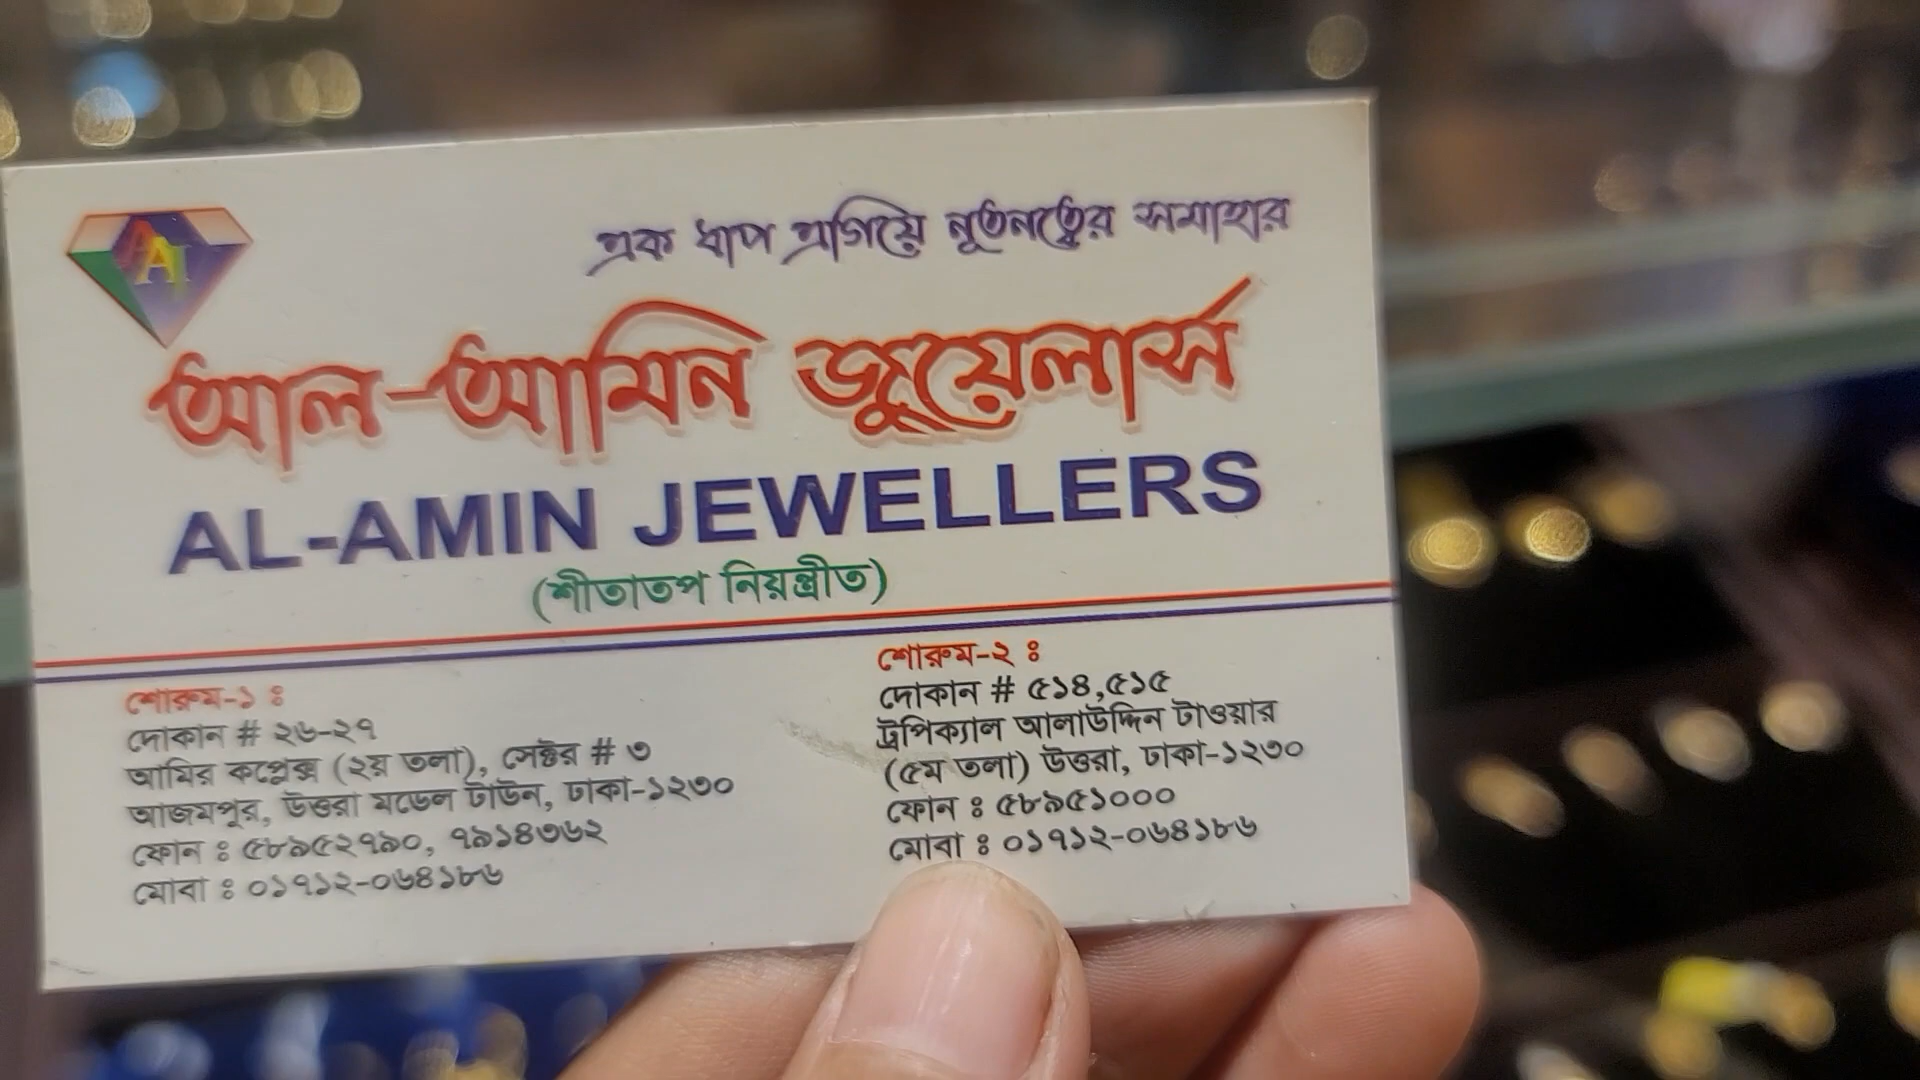 AAJ
এক ধাপ এগিয়ে নূতনত্বের সমাহার
আল-আমিন জুয়েলার্স
AL-AMIN JEWELLERS
(শীতাতপ নিয়ন্ত্রীত)
শোরুম-১ ঃ
দোকান # ২৬-২৭
আমির কপ্লেক্স (২য় তলা), সেক্টর # ৩
আজমপুর, উত্তরা মডেল টাউন, ঢাকা-১২৩০
ফোন ঃ ৫৮৯৫২৭৯০, ৭৯১৪৩৬২
মোবা ঃ ০১৭১২-০৬৪১৮৬
শোরুম-২ ঃ
দোকান # ৫১৪,৫১৫
ট্রপিক্যাল আলাউদ্দিন টাওয়ার
(৫ম তলা) উত্তরা, ঢাকা-১২৩০
ফোন ঃ ৫৮৯৫১০০০
মোবা ঃ ০১৭১২-০৬৪১৮৬